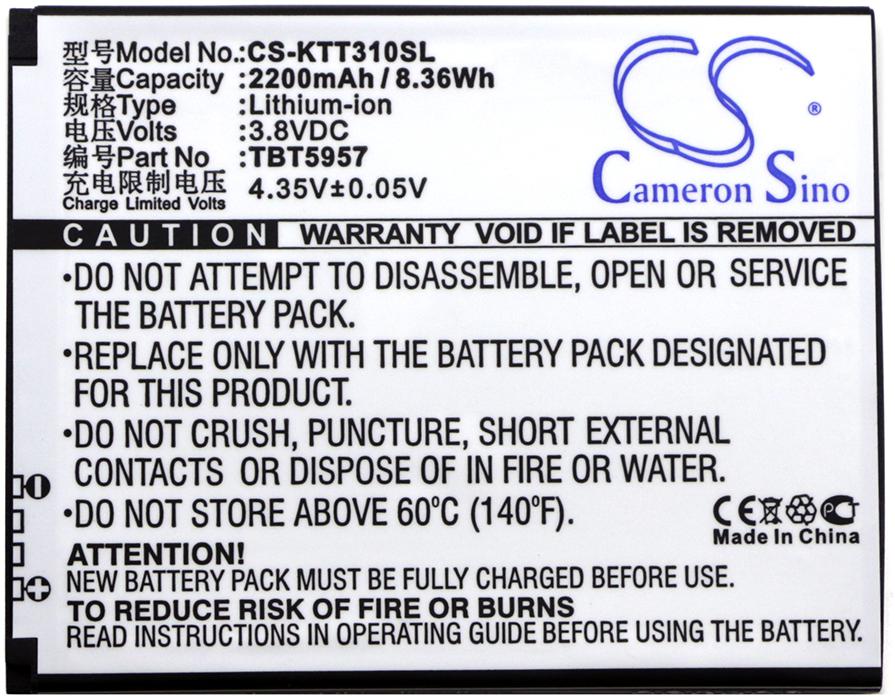 型号Model No.:CS-KTT310SL
容量Capacity :2200mAh / 8.36Wh
规格Type :Lithium-ion
电压Volts :3.8VDC
编号Part No :TBT5957
充电限制电压 4.35V±0.05V
Charge Limited Volts
CS
®
Cameron Sino
CAUTION WARRANTY VOID IF LABEL IS REMOVED
•DO NOT ATTEMPT TO DISASSEMBLE, OPEN OR SERVICE
THE BATTERY PACK.
•REPLACE ONLY WITH THE BATTERY PACK DESIGNATED
FOR THIS PRODUCT.
•DO NOT CRUSH, PUNCTURE, SHORT EXTERNAL
CONTACTS OR DISPOSE OF IN FIRE OR WATER.
•DO NOT STORE ABOVE 60⁰C (140⁰F).
CE PCT
Made In China
ATTENTION!
NEW BATTERY PACK MUST BE FULLY CHARGED BEFORE USE.
TO REDUCE RISK OF FIRE OR BURNS
READ INSTRUCTIONS IN OPERATING GUIDE BEFORE INSTALLATION.